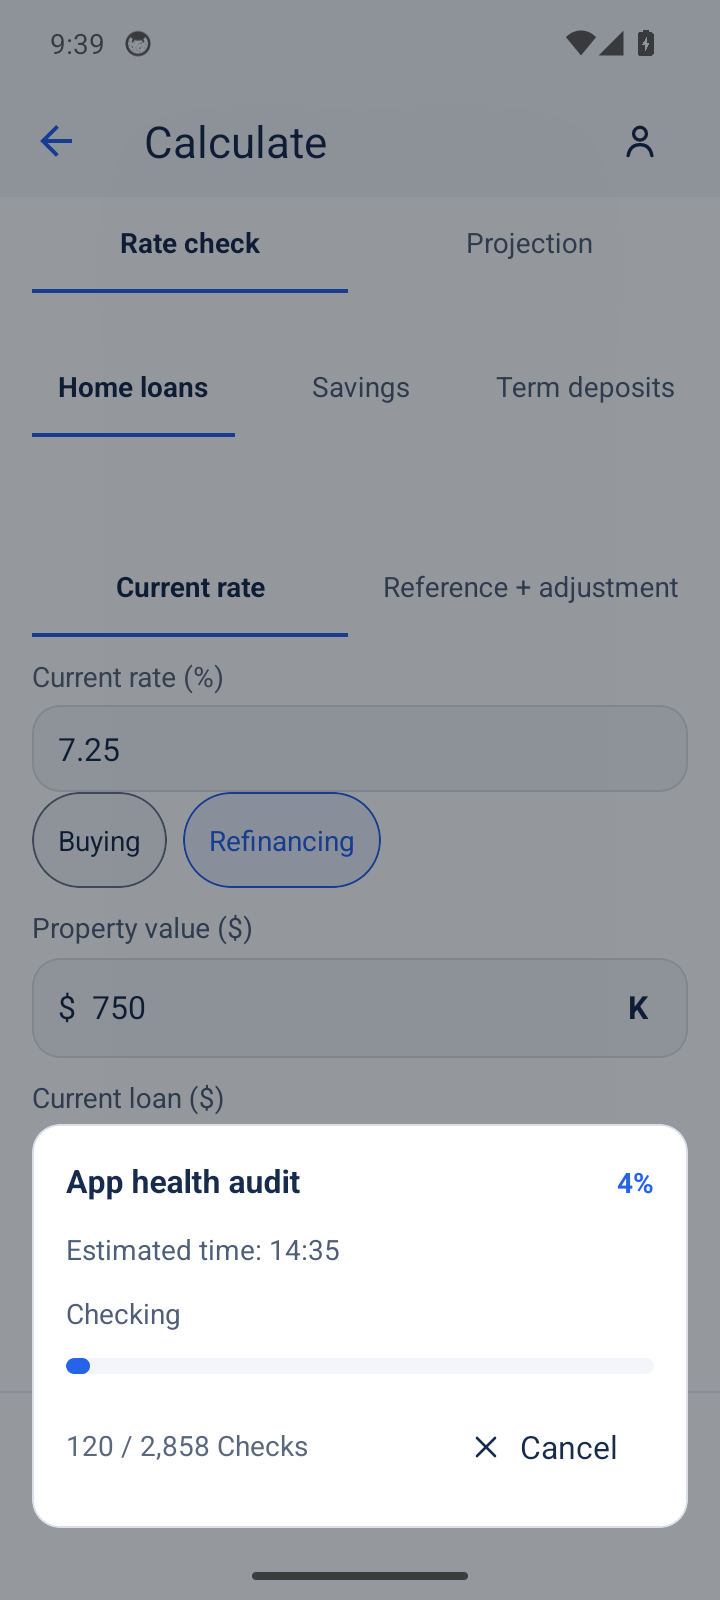 9:39
Calculate
Rate check
Projection
Home loans
Savings
Term deposits
Current rate
Reference + adjustment
Current rate (%)
7.25
Buying
Refinancing
Property value ($)
$ 750 K
Current loan ($)
App health audit
4%
Estimated time: 14:35
Checking
120 / 2,858 Checks
Cancel